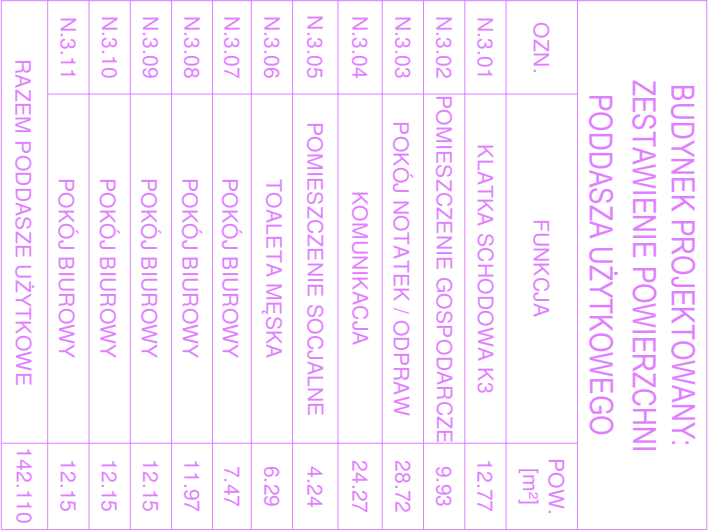 BUDYNEK PROJEKTOWANY:
ZESTAWIENIE POWIERZCHNI
PODDASZA UŻYTKOWEGO
OZN. FUNKCJA POW. [m²]
N.3.01 KLATKA SCHODOWA K3 12.77
N.3.02 POMIESZCZENIE GOSPODARCZE 9.93
N.3.03 POKÓJ NOTATEK / ODPRAW 28.72
N.3.04 KOMUNIKACJA 24.27
N.3.05 POMIESZCZENIE SOCJALNE 4.24
N.3.06 TOALETA MĘSKA 6.29
N.3.07 POKÓJ BIUROWY 7.47
N.3.08 POKÓJ BIUROWY 11.97
N.3.09 POKÓJ BIUROWY 12.15
N.3.10 POKÓJ BIUROWY 12.15
N.3.11 POKÓJ BIUROWY 12.15
RAZEM PODDASZE UŻYTKOWE 142.110